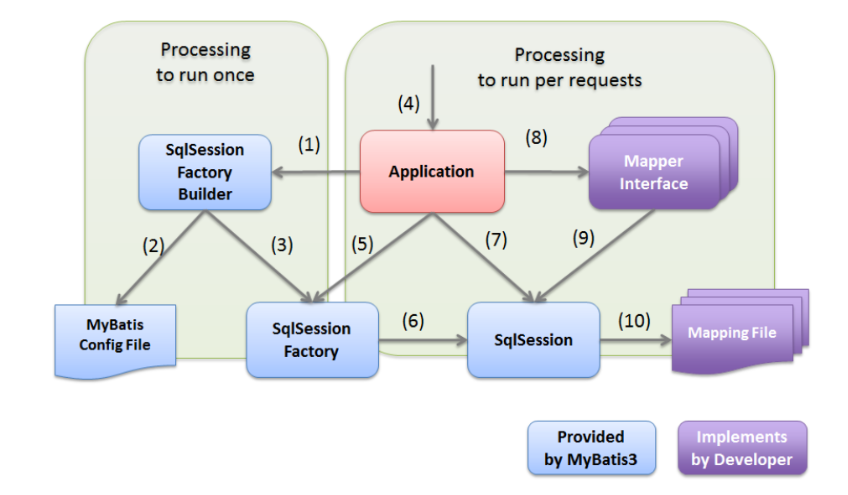 Processing
to run once
Processing
to run per requests
(4)
SqlSession
Factory
Builder
(1)
Application
(8)
Mapper
Interface
(2)
(3)
(5)
(7)
(9)
MyBatis
Config File
SqlSession
Factory
(6)
SqlSession
(10)
Mapping File
Provided
by MyBatis3
Implements
by Developer